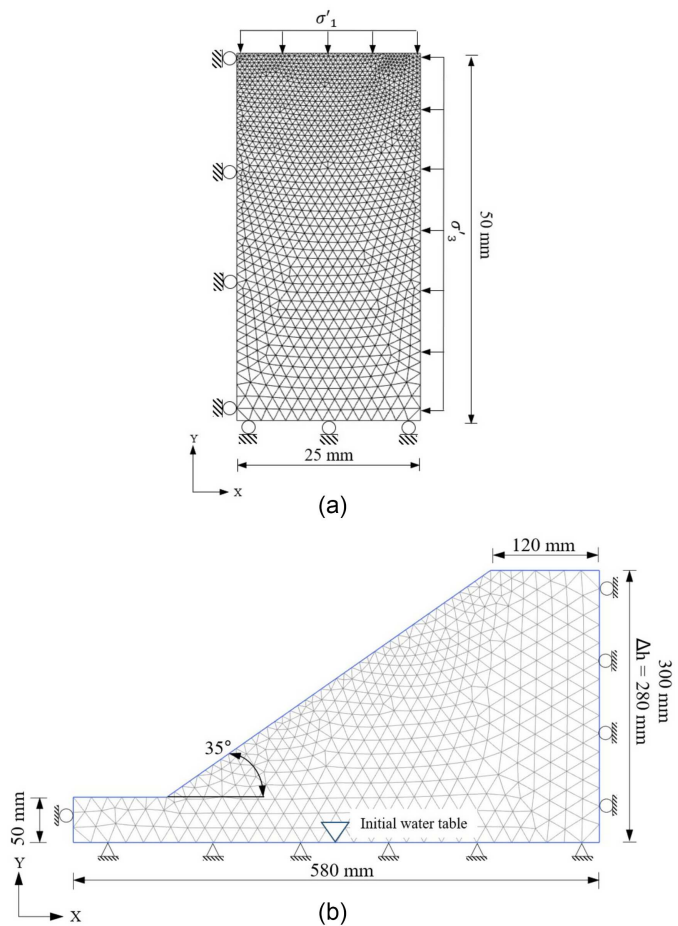 σ'₁
σ'₃
50 mm
25 mm
Y
X
(a)
120 mm
300 mm
Δh = 280 mm
35°
50 mm
Initial water table
580 mm
Y
X
(b)